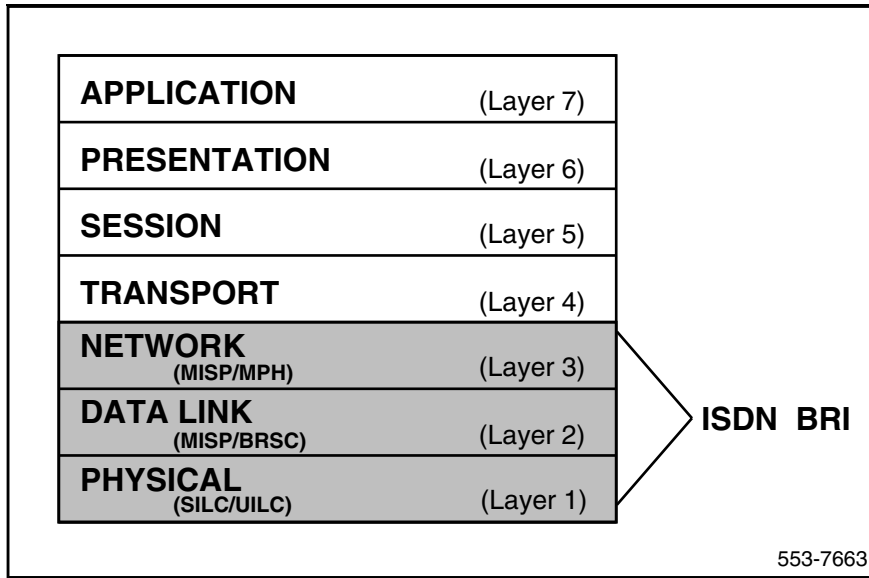 APPLICATION (Layer 7)
PRESENTATION (Layer 6)
SESSION (Layer 5)
TRANSPORT (Layer 4)
NETWORK
(MISP/MPH) (Layer 3)
DATA LINK
(MISP/BRSC) (Layer 2)
PHYSICAL
(SILC/UILC) (Layer 1)
ISDN BRI
553-7663